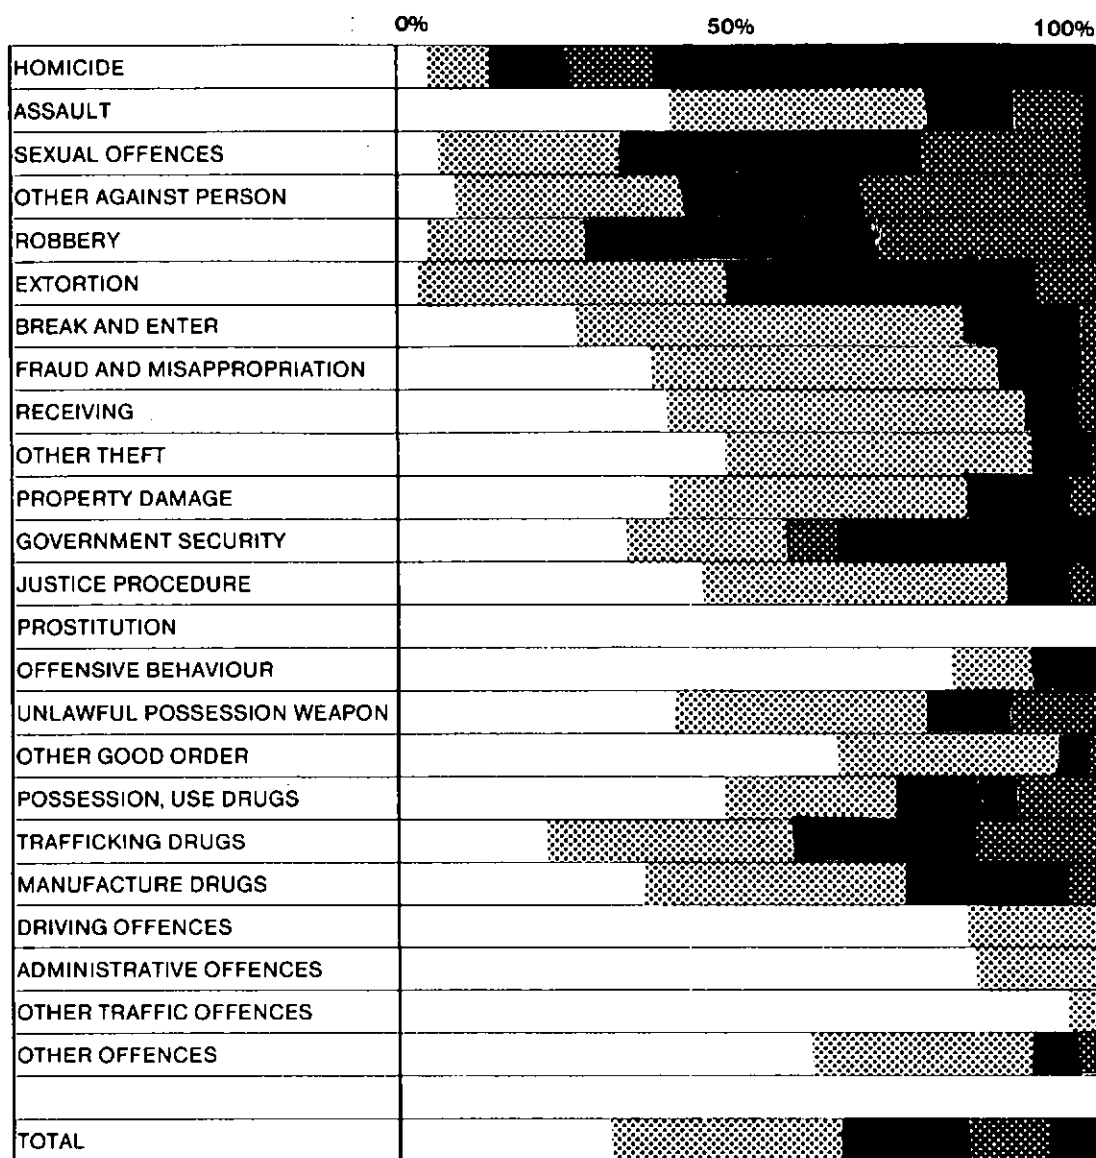 0% 50% 100%
HOMICIDE
ASSAULT
SEXUAL OFFENCES
OTHER AGAINST PERSON
ROBBERY
EXTORTION
BREAK AND ENTER
FRAUD AND MISAPPROPRIATION
RECEIVING
OTHER THEFT
PROPERTY DAMAGE
GOVERNMENT SECURITY
JUSTICE PROCEDURE
PROSTITUTION
OFFENSIVE BEHAVIOUR
UNLAWFUL POSSESSION WEAPON
OTHER GOOD ORDER
POSSESSION, USE DRUGS
TRAFFICKING DRUGS
MANUFACTURE DRUGS
DRIVING OFFENCES
ADMINISTRATIVE OFFENCES
OTHER TRAFFIC OFFENCES
OTHER OFFENCES
TOTAL